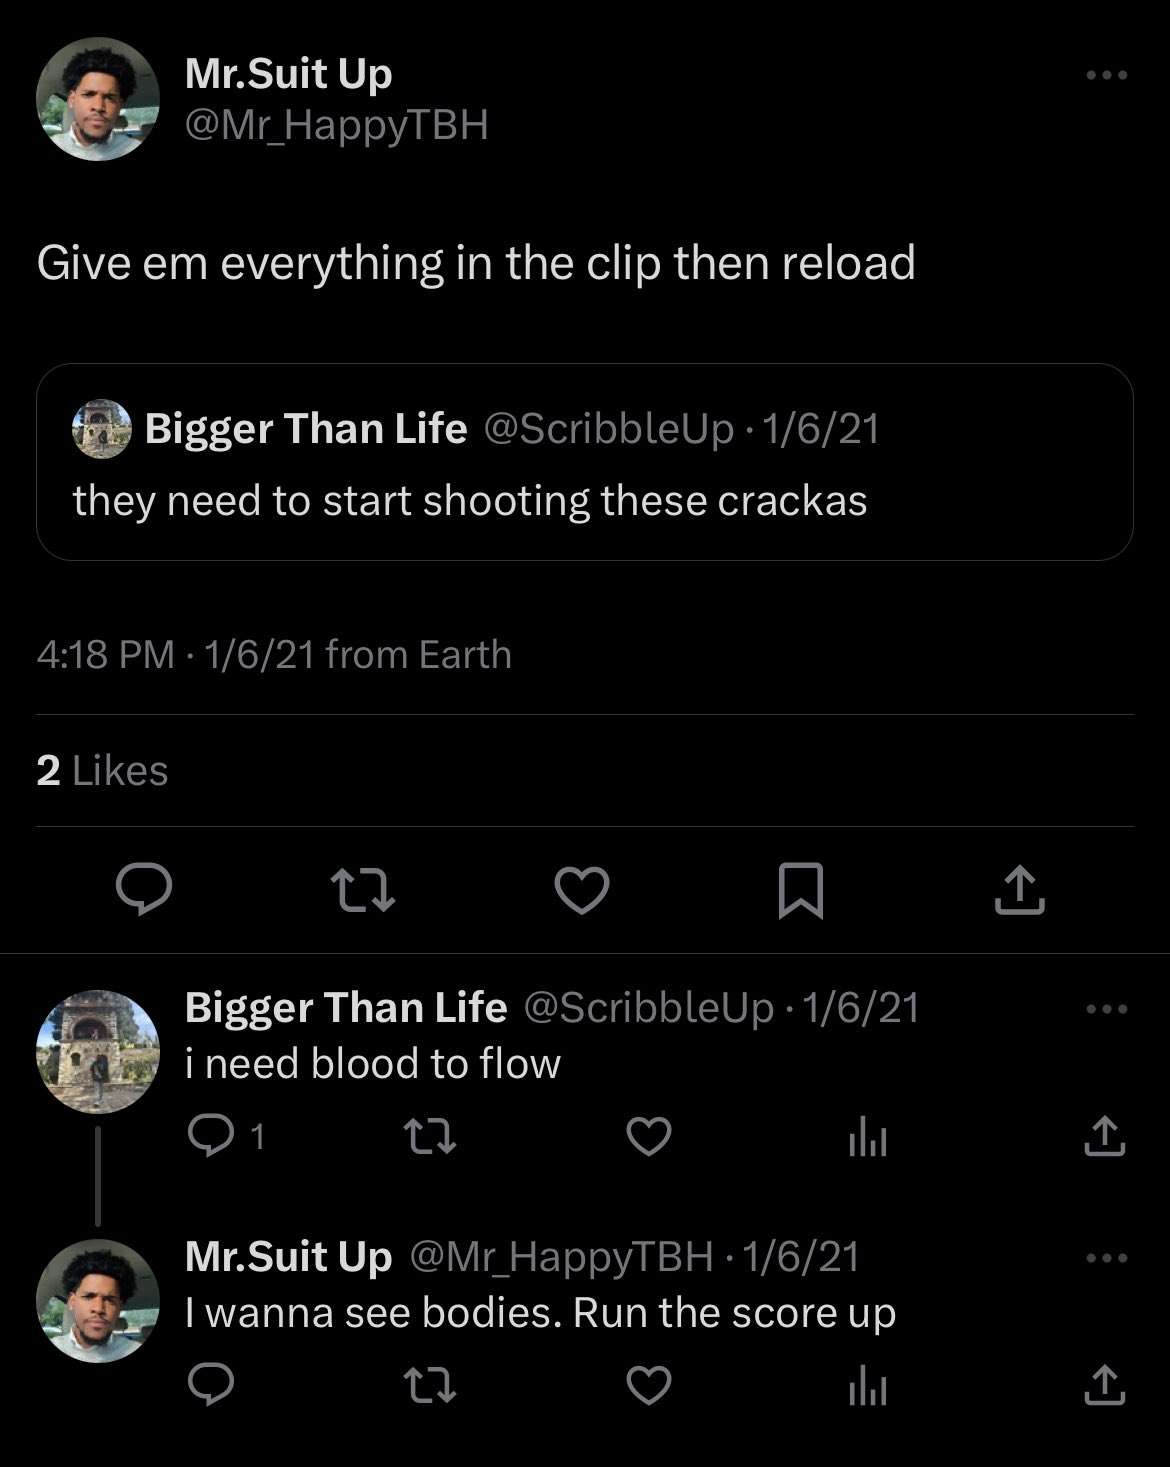 Mr.Suit Up
@Mr_HappyTBH
Give em everything in the clip then reload
Bigger Than Life @ScribbleUp · 1/6/21
they need to start shooting these crackas
4:18 PM · 1/6/21 from Earth
2 Likes
Bigger Than Life @ScribbleUp · 1/6/21
i need blood to flow
1
Mr.Suit Up @Mr_HappyTBH · 1/6/21
I wanna see bodies. Run the score up